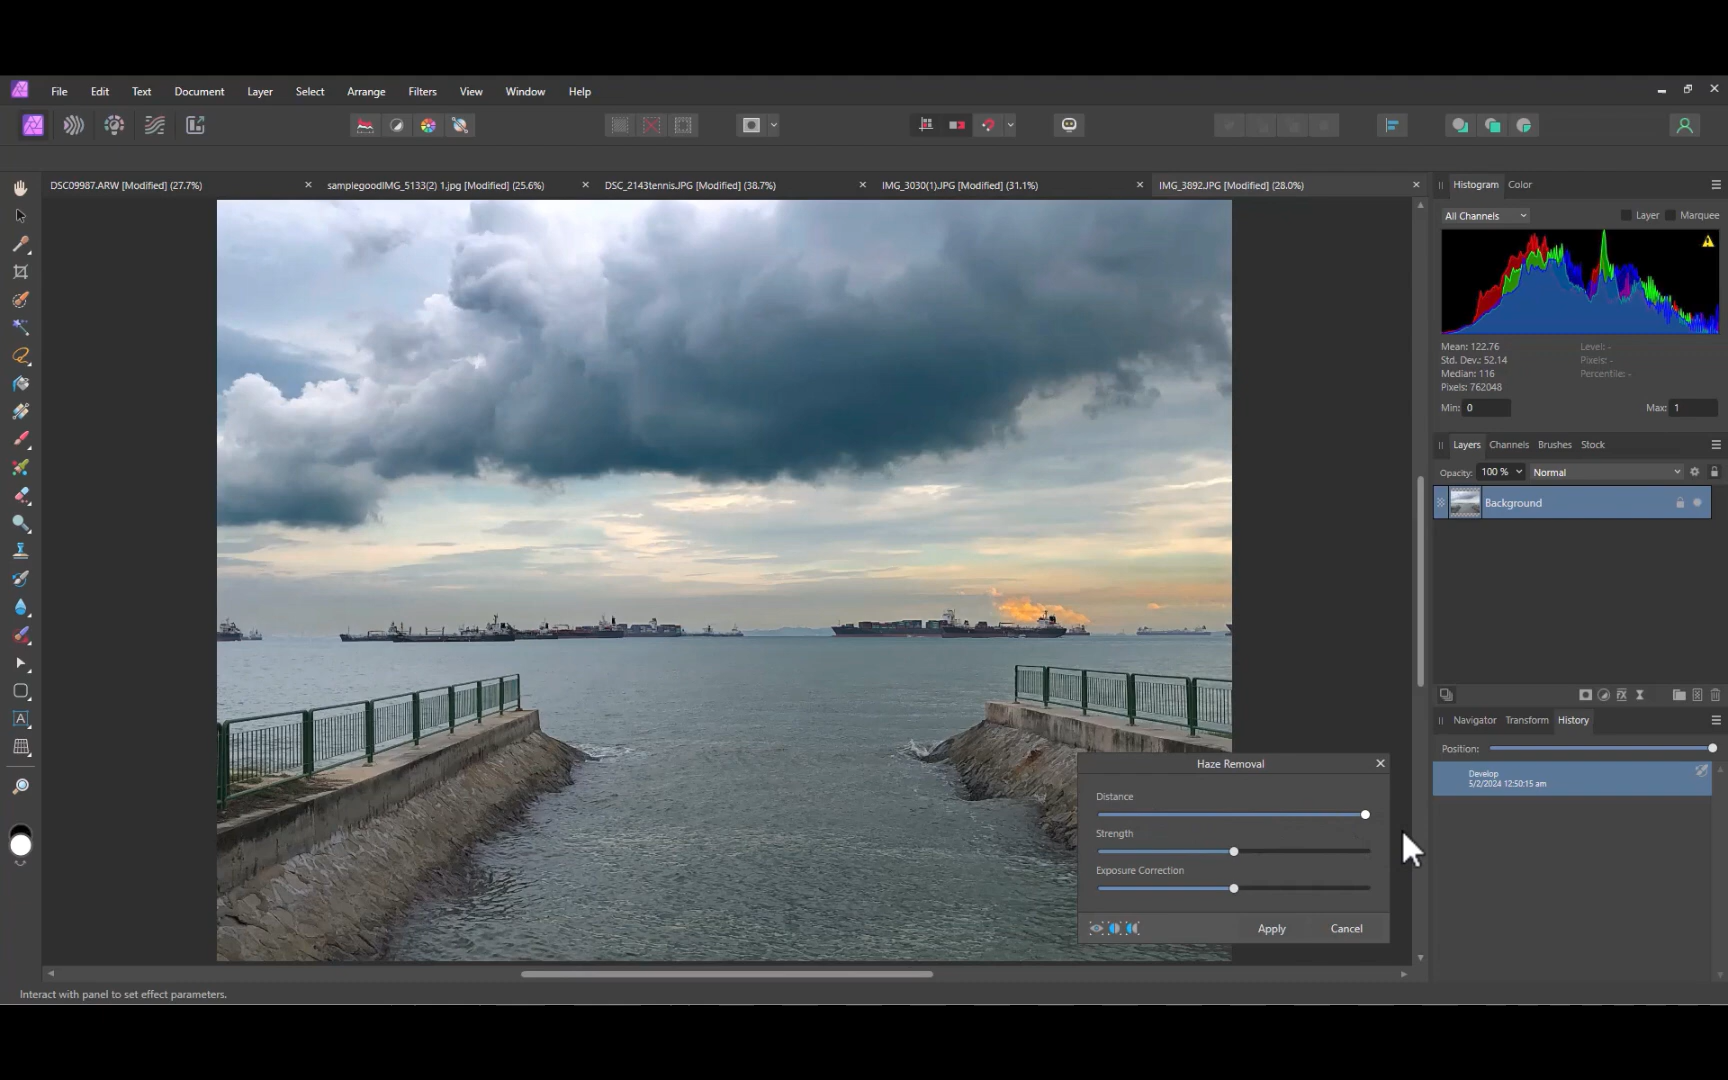 File Edit Text Document Layer Select Arrange Filters View Window Help
DSC09987.ARW [Modified] (27.7%) samplegoodIMG_5133(2) 1.jpg [Modified] (25.6%) DSC_2143tennis.JPG [Modified] (38.7%) IMG_3030(1).JPG [Modified] (31.1%) IMG_3892.JPG [Modified] (28.0%)
Histogram Color
All Channels Layer Marquee
Mean: 122.76 Level: -
Std. Dev.: 52.14 Pixels: -
Median: 116 Percentile: -
Pixels: 762048
Min: 0 Max: 1
Layers Channels Brushes Stock
Opacity: 100 % Normal
Background
Navigator Transform History
Position:
Develop
5/2/2024 12:50:15 am
Haze Removal
Distance
Strength
Exposure Correction
Apply Cancel
Interact with panel to set effect parameters.